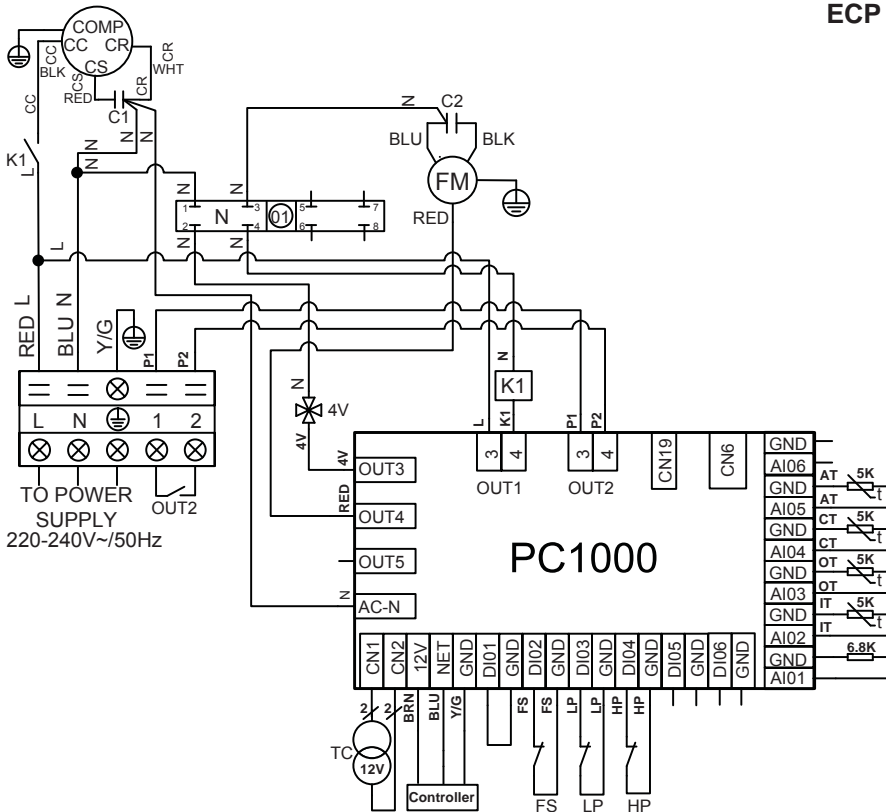 ECP
COMP
CC CR
CS
CC
BLK
CS
RED
CR
WHT
CR
C1
CC
K1
L
N
N
N
N
N
N
C2
BLU
BLK
FM
RED
N
N
1
2
N
3
4
01
5
6
7
8
N
N
L
RED L
BLU N
Y/G
P1
P2
L N 1 2
TO POWER
SUPPLY
220-240V~/50Hz
OUT2
N
4V
4V
N
K1
L
K1
P1
P2
3 4
OUT1
3 4
OUT2
CN19
CN6
4V
OUT3
RED
OUT4
OUT5
N
AC-N
PC1000
GND
AI06
GND
AI05
GND
AI04
GND
AI03
GND
AI02
GND
AI01
AT 5K
t
AT
CT 5K
t
CT
OT 5K
t
OT
IT 5K
t
IT
6.8K
CN1
CN2
12V
NET
GND
DI01
GND
DI02
GND
DI03
GND
DI04
GND
DI05
GND
DI06
GND
2
2
BRN
BLU
Y/G
FS
FS
LP
LP
HP
HP
TC
12V
Controller
FS
LP
HP